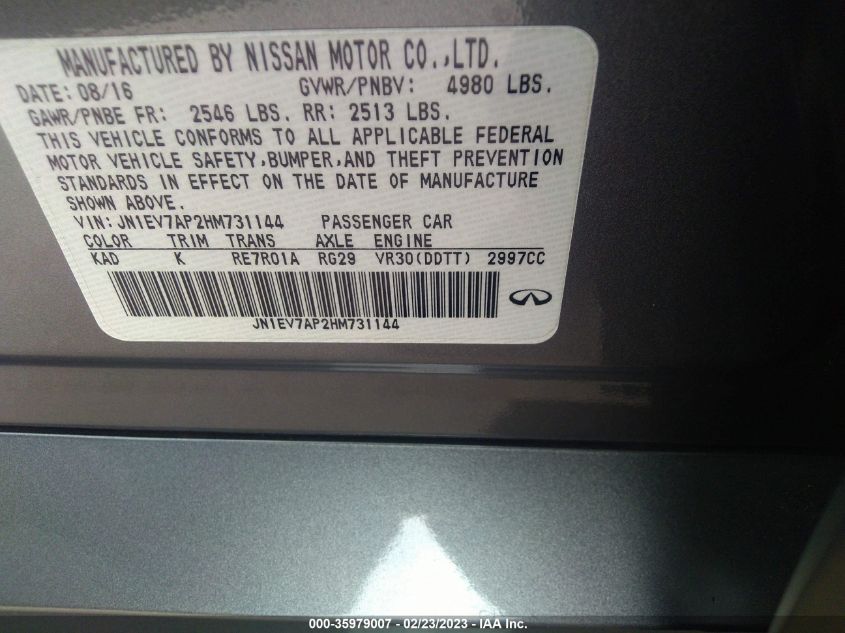 MANUFACTURED BY NISSAN MOTOR CO.,LTD.
DATE: 08/16 GVWR/PNBV: 4980 LBS.
GAWR/PNBE FR: 2546 LBS. RR: 2513 LBS.
THIS VEHICLE CONFORMS TO ALL APPLICABLE FEDERAL
MOTOR VEHICLE SAFETY,BUMPER,AND THEFT PREVENTION
STANDARDS IN EFFECT ON THE DATE OF MANUFACTURE
SHOWN ABOVE.
VIN: JN1EV7AP2HM731144 PASSENGER CAR
COLOR TRIM TRANS AXLE ENGINE
KAD K RE7R01A RG29 VR30(DDTT) 2997CC
JN1EV7AP2HM731144
000-35979007 - 02/23/2023 - IAA Inc.